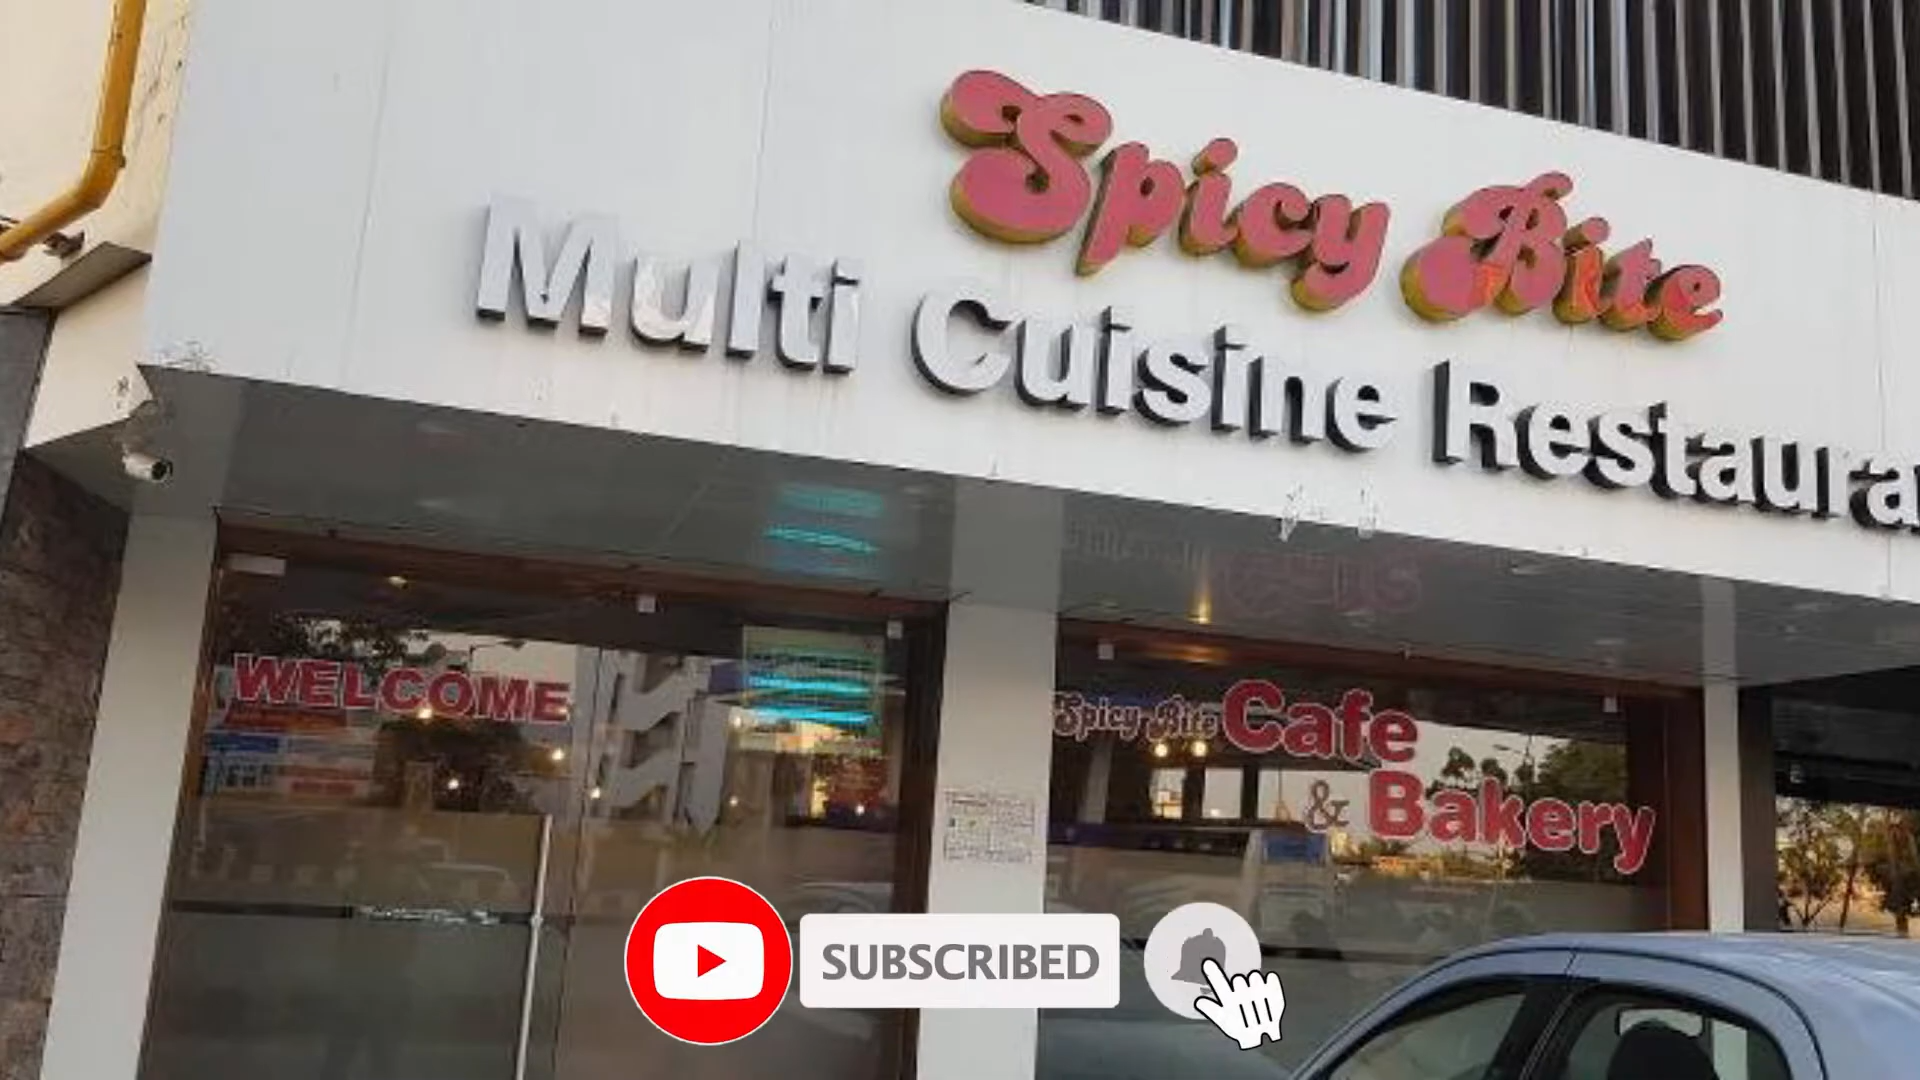 Spicy Bite
Multi Cuisine Restaura
WELCOME
Spicy Bite Cafe
& Bakery
SUBSCRIBED